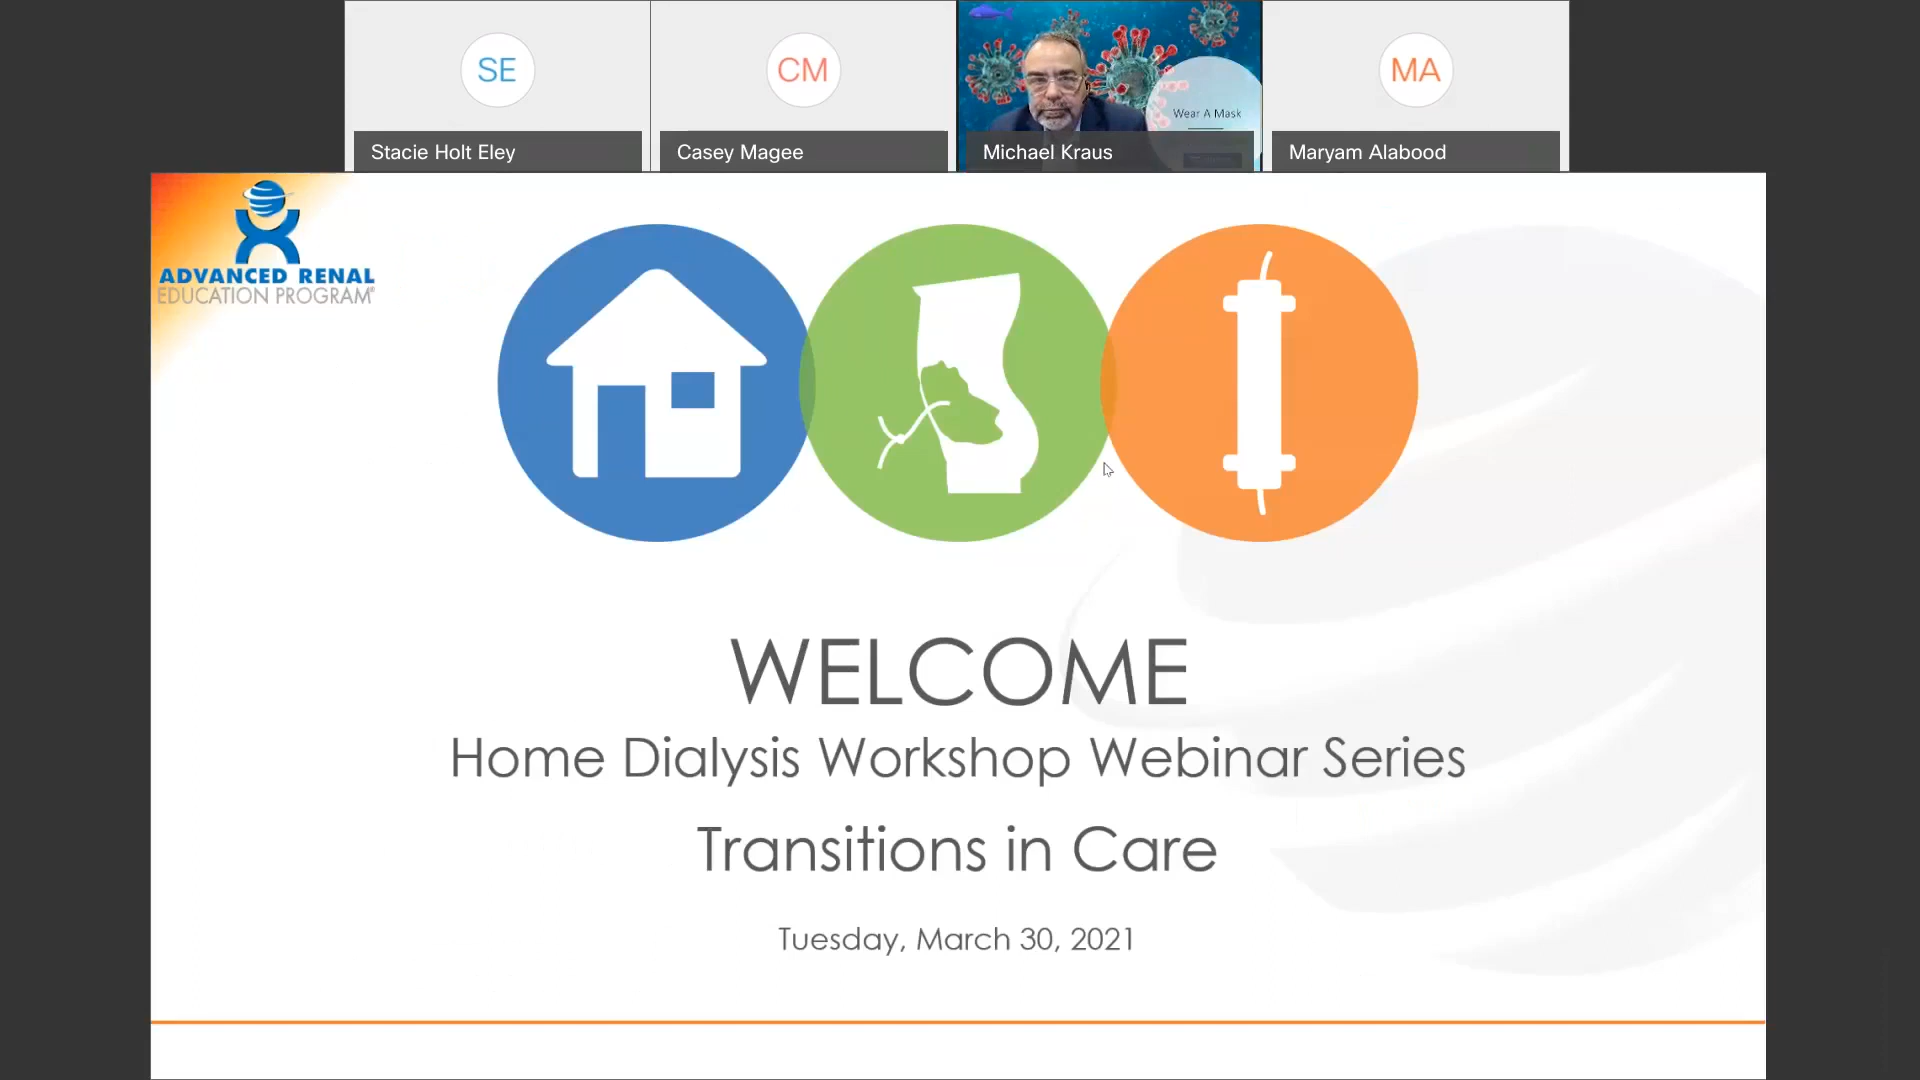 SE
CM
MA
Wear A Mask
Stacie Holt Eley
Casey Magee
Michael Kraus
Maryam Alabood
ADVANCED RENAL
EDUCATION PROGRAM®
WELCOME
Home Dialysis Workshop Webinar Series
Transitions in Care
Tuesday, March 30, 2021